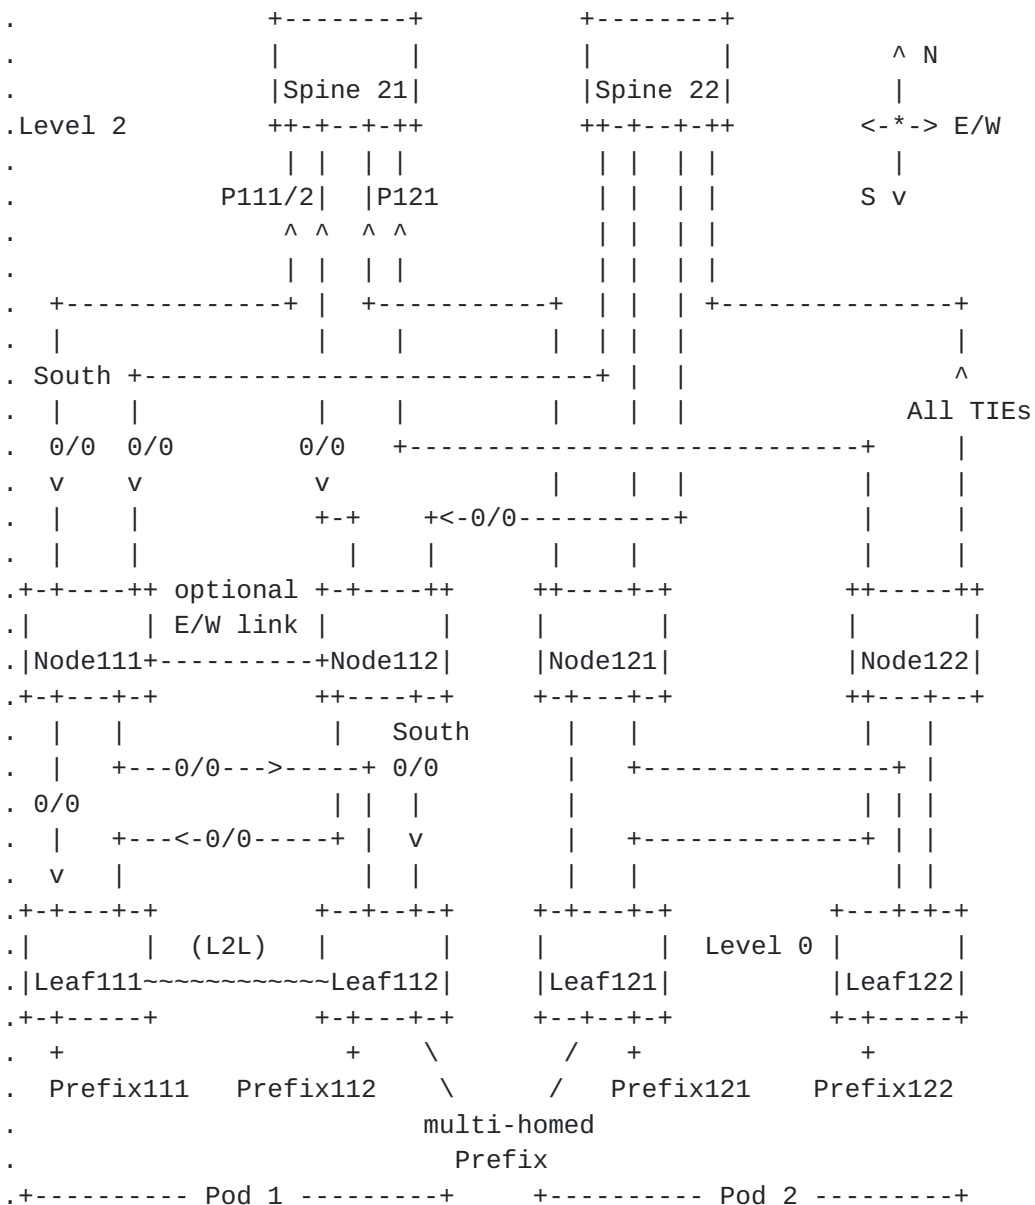 .                +--------+          +--------+
.                |        |          |        |          ^ N
.                |Spine 21|          |Spine 22|          |
.Level 2         ++-+--+-++          ++-+--+-++        <-*-> E/W
.                 | |  | |            | |  | |           |
.             P111/2|  |P121          | |  | |         S v
.                 ^ ^  ^ ^            | |  | |
.                 | |  | |            | |  | |
.  +--------------+ |  +-----------+  | |  | +---------------+
.  |                |    |         |  | |  |                 |
. South +-----------------------------+ |  |                 ^
.  |    |           |    |         |    |  |              All TIEs
.  0/0  0/0        0/0   +-----------------------------+     |
.  v    v           v              |    |  |           |     |
.  |    |           +-+    +<-0/0----------+           |     |
.  |    |             |    |       |    |              |     |
.+-+----++ optional +-+----++     ++----+-+           ++-----++
.|       | E/W link |       |     |       |           |       |
.|Node111+----------+Node112|     |Node121|           |Node122|
.+-+---+-+          ++----+-+     +-+---+-+           ++---+--+
.  |   |             |   South      |   |              |   |
.  |   +---0/0--->-----+ 0/0        |   +----------------+ |
. 0/0                | |  |         |                  | | |
.  |   +---<-0/0-----+ |  v         |   +--------------+ | |
.  v   |               |  |         |   |                | |
.+-+---+-+          +--+--+-+     +-+---+-+          +---+-+-+
.|       |  (L2L)   |       |     |       |  Level 0 |       |
.|Leaf111~~~~~~~~~~~~Leaf112|     |Leaf121|          |Leaf122|
.+-+-----+          +-+---+-+     +--+--+-+          +-+-----+
.  +                  +    \        /   +              +
.  Prefix111   Prefix112    \      /   Prefix121    Prefix122
.                          multi-homed
.                            Prefix
.+---------- Pod 1 ---------+     +---------- Pod 2 ---------+